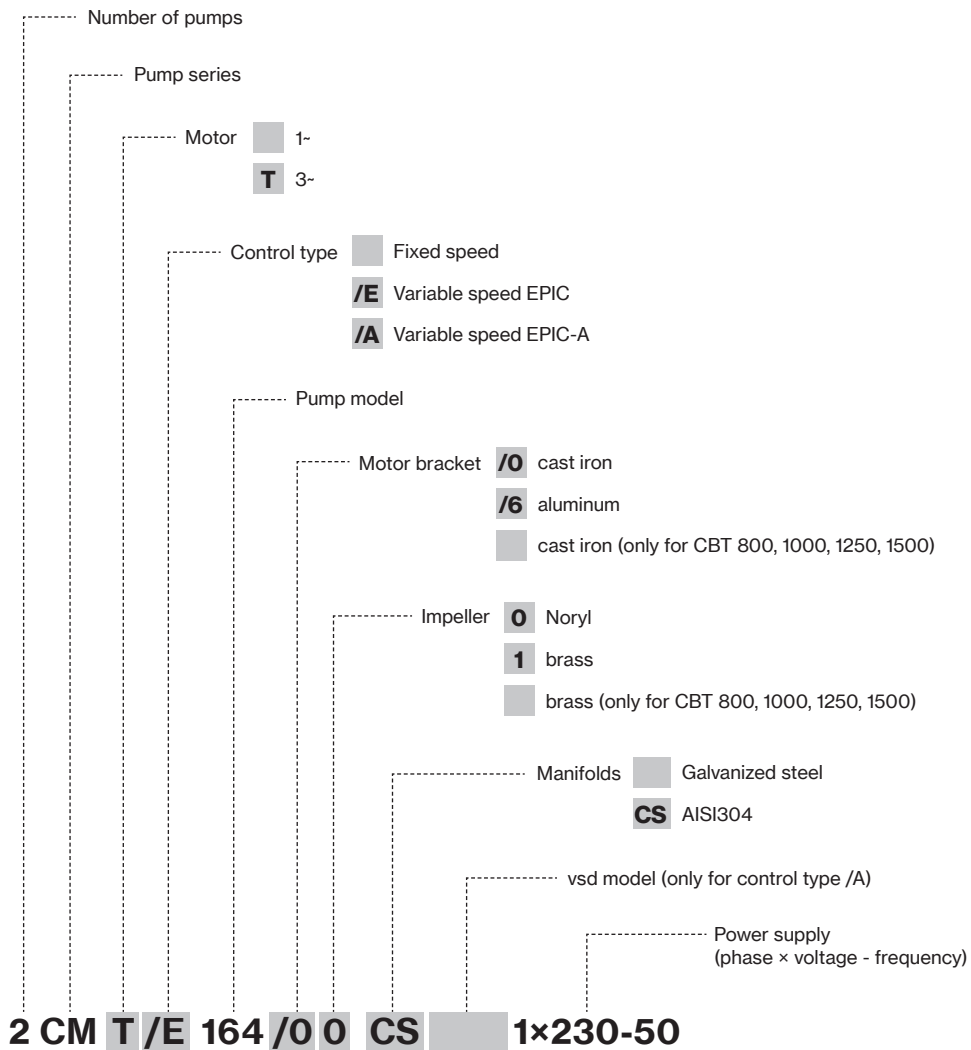 Number of pumps
Pump series
Motor 1~
T 3~
Control type Fixed speed
/E Variable speed EPIC
/A Variable speed EPIC-A
Pump model
Motor bracket /0 cast iron
/6 aluminum
cast iron (only for CBT 800, 1000, 1250, 1500)
Impeller 0 Noryl
1 brass
brass (only for CBT 800, 1000, 1250, 1500)
Manifolds Galvanized steel
CS AISI304
vsd model (only for control type /A)
Power supply
(phase × voltage - frequency)
2 CM T /E 164 /0 0 CS 1×230-50